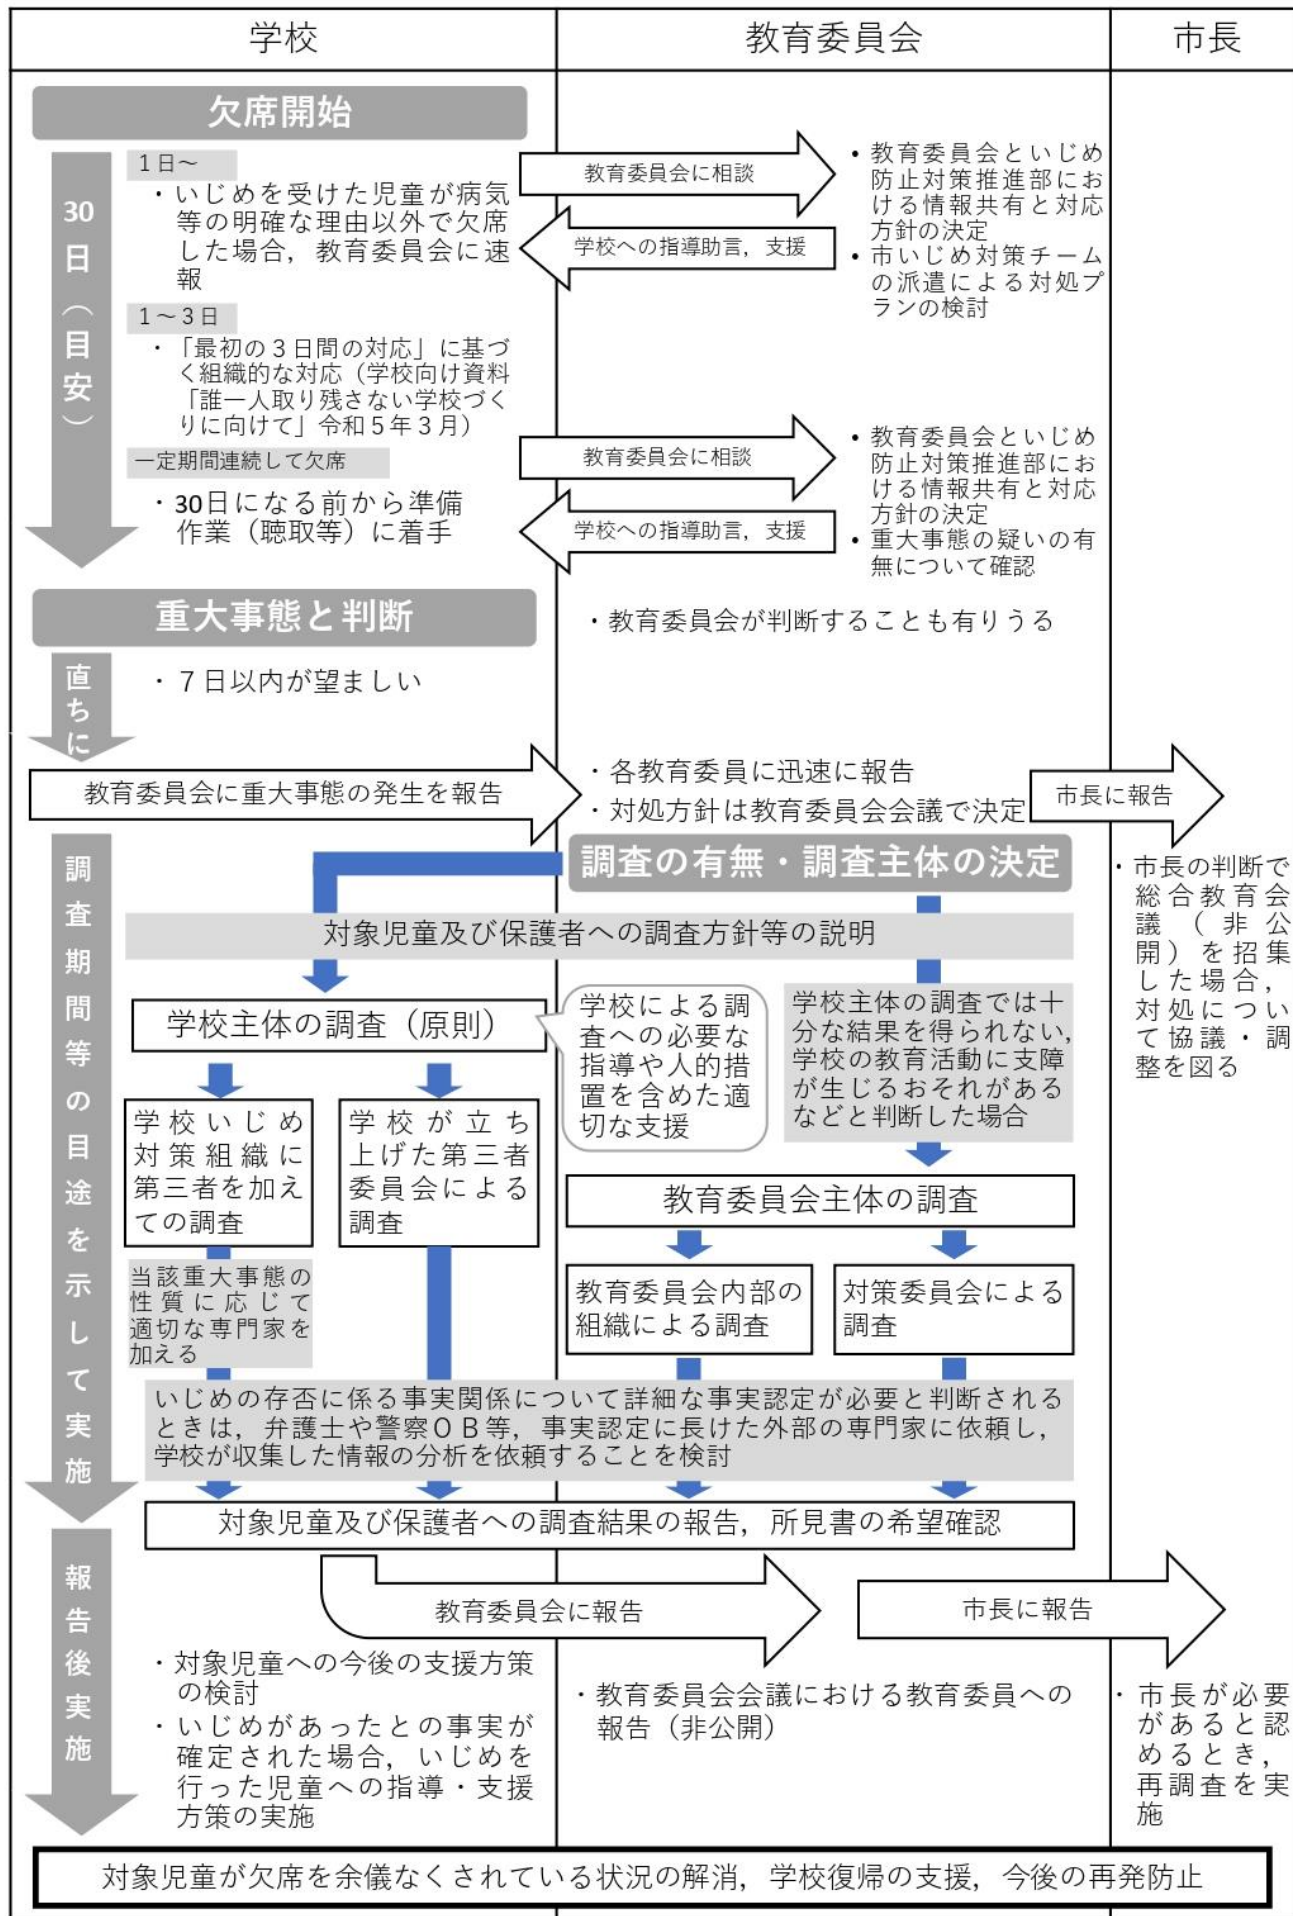 学校
教育委員会
市長
欠席開始
30日（目安）
1日～
・いじめを受けた児童が病気
等の明確な理由以外で欠席
した場合，教育委員会に速
報
教育委員会に相談
学校への指導助言，支援
• 教育委員会といじめ
防止対策推進部にお
ける情報共有と対応
方針の決定
• 市いじめ対策チーム
の派遣による対処プ
ランの検討
1～3日
・「最初の３日間の対応」に基づ
く組織的な対応（学校向け資料
「誰一人取り残さない学校づく
りに向けて」令和５年３月）
一定期間連続して欠席
・30日になる前から準備
作業（聴取等）に着手
教育委員会に相談
学校への指導助言，支援
• 教育委員会といじめ
防止対策推進部にお
ける情報共有と対応
方針の決定
• 重大事態の疑いの有
無について確認
重大事態と判断
・教育委員会が判断することも有りうる
直ちに
・７日以内が望ましい
教育委員会に重大事態の発生を報告
・各教育委員に迅速に報告
・対処方針は教育委員会会議で決定
市長に報告
調査期間等の目途を示して実施
調査の有無・調査主体の決定
• 市長の判断で
総合教育会
議（非公
開）を招集
した場合，
対処につい
て協議・調
整を図る
対象児童及び保護者への調査方針等の説明
学校主体の調査（原則）
学校による調
査への必要な
指導や人的措
置を含めた適
切な支援
学校主体の調査では十
分な結果を得られない，
学校の教育活動に支障
が生じるおそれがある
などと判断した場合
学校いじめ
対策組織に
第三者を加え
ての調査
学校が立ち
上げた第三者
委員会による
調査
教育委員会主体の調査
当該重大事態の
性質に応じて
適切な専門家を
加える
教育委員会内部の
組織による調査
対策委員会による
調査
いじめの存否に係る事実関係について詳細な事実認定が必要と判断される
ときは，弁護士や警察ＯＢ等，事実認定に長けた外部の専門家に依頼し，
学校が収集した情報の分析を依頼することを検討
対象児童及び保護者への調査結果の報告，所見書の希望確認
報告後実施
教育委員会に報告
市長に報告
・対象児童への今後の支援方策
の検討
・いじめがあったとの事実が
確定された場合，いじめを
行った児童への指導・支援
方策の実施
・教育委員会会議における教育委員への
報告（非公開）
・市長が必要
があると認
めるとき，
再調査を実
施
対象児童が欠席を余儀なくされている状況の解消，学校復帰の支援，今後の再発防止